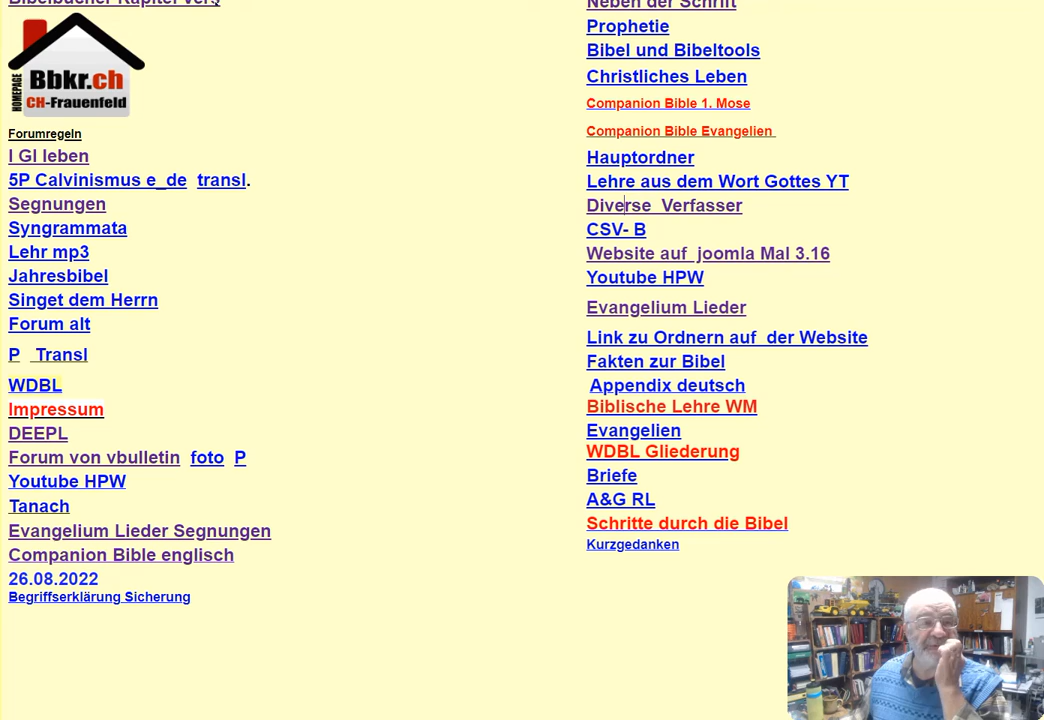 Bibelbücher Kapitel Vers
HOMEPAGE
Bbkr.ch
CH-Frauenfeld
Forumregeln
I GI leben
5P Calvinismus e_de transl.
Segnungen
Syngrammata
Lehr mp3
Jahresbibel
Singet dem Herrn
Forum alt
P _Transl
WDBL
Impressum
DEEPL
Forum von vbulletin foto P
Youtube HPW
Tanach
Evangelium Lieder Segnungen
Companion Bible englisch
26.08.2022
Begriffserklärung Sicherung
Neben der Schrift
Prophetie
Bibel und Bibeltools
Christliches Leben
Companion Bible 1. Mose
Companion Bible Evangelien
Hauptordner
Lehre aus dem Wort Gottes YT
Diverse Verfasser
CSV- B
Website auf joomla Mal 3.16
Youtube HPW
Evangelium Lieder
Link zu Ordnern auf der Website
Fakten zur Bibel
Appendix deutsch
Biblische Lehre WM
Evangelien
WDBL Gliederung
Briefe
A&G RL
Schritte durch die Bibel
Kurzgedanken